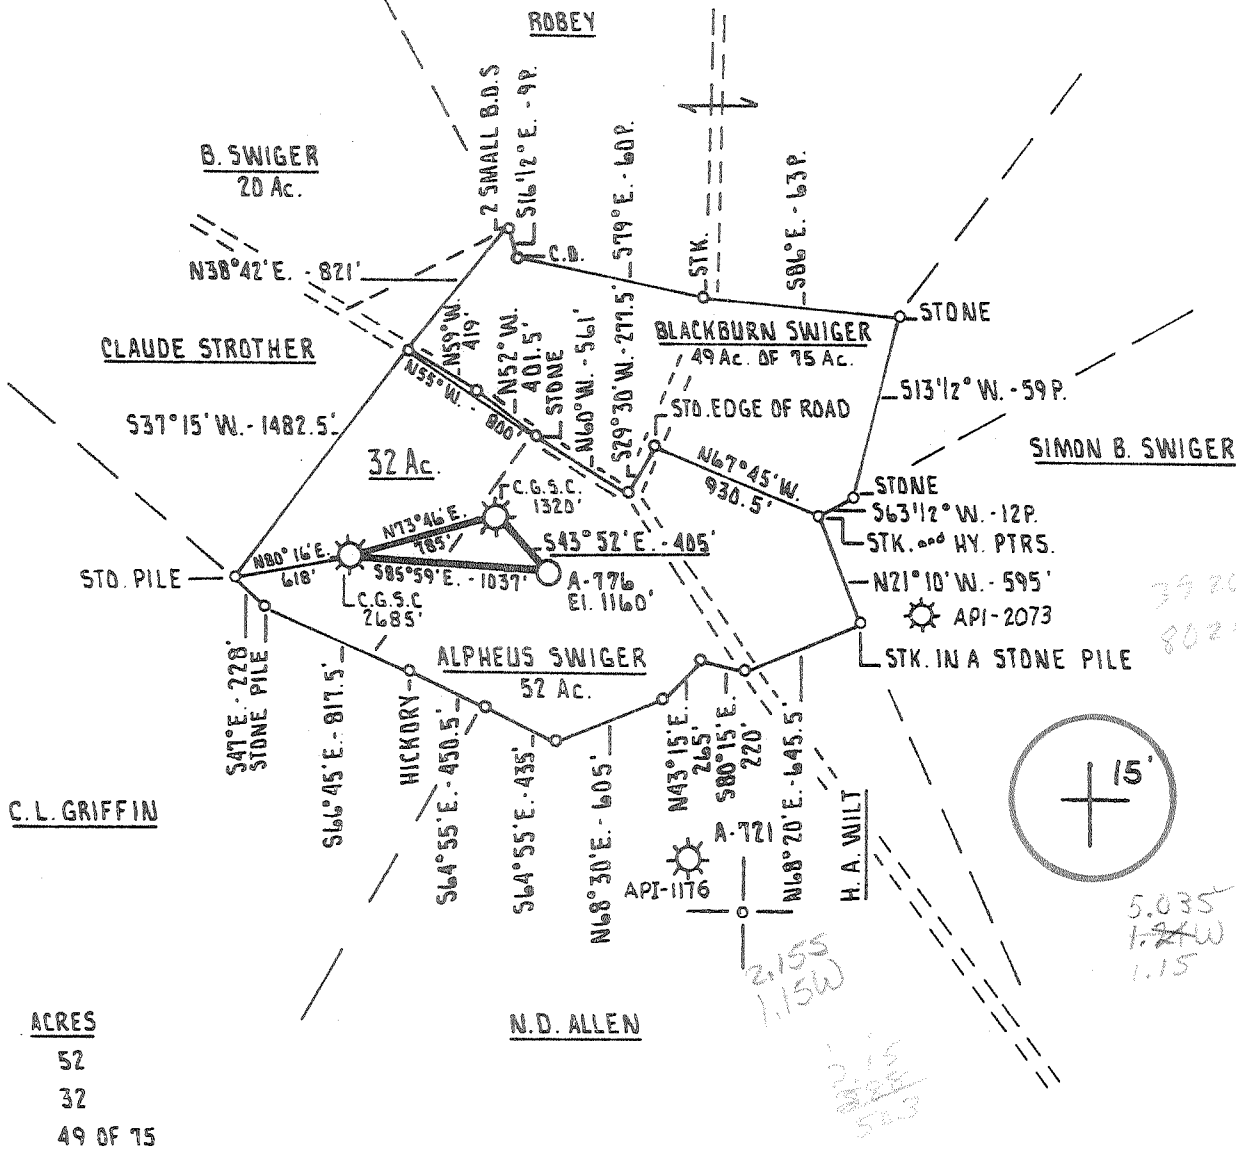 ROBEY
B. SWIGER
20 Ac.
2 SMALL B.O.S
S16 1/2° E. - 9P.
C.O.
S79° E. - 60P.
STK.
S86° E. - 63P.
N38°42' E. - 821'
STONE
CLAUDE STROTHER
N59° W.
419'
N52° W.
401.5'
STONE
N60° W. - 561'
S29°30' W. - 277.5'
BLACKBURN SWIGER
49 Ac. OF 75 Ac.
N55° W. - 800'
STO. EDGE OF ROAD
S13 1/2° W. - 59P.
S37°15' W. - 1482.5'
32 Ac.
N67°45' W.
930.5'
SIMON B. SWIGER
C.G.S.C.
1320'
STONE
S63 1/2° W. - 12P.
STK. and HY. PTRS.
N73°46' E.
785'
S43°52' E. - 405'
N80°16' E.
618'
S85°59' E. - 1037'
STO. PILE
A-776
El. 1160'
C.G.S.C
2685'
N21°10' W. - 595'
API-2073
STK. IN A STONE PILE
ALPHEUS SWIGER
52 Ac.
S47° E. - 228'
STONE PILE
S66°45' E. - 817.5'
HICKORY
S64°55' E. - 450.5'
S64°55' E. - 435'
N68°30' E. - 605'
N43°15' E.
265'
S80°15' E.
220'
N68°20' E. - 645.5'
H. A. WILT
15'
C. L. GRIFFIN
A-721
API-1176
5.035
1.15
2.15S
1.15W
N.D. ALLEN
ACRES
52
32
49 OF 75